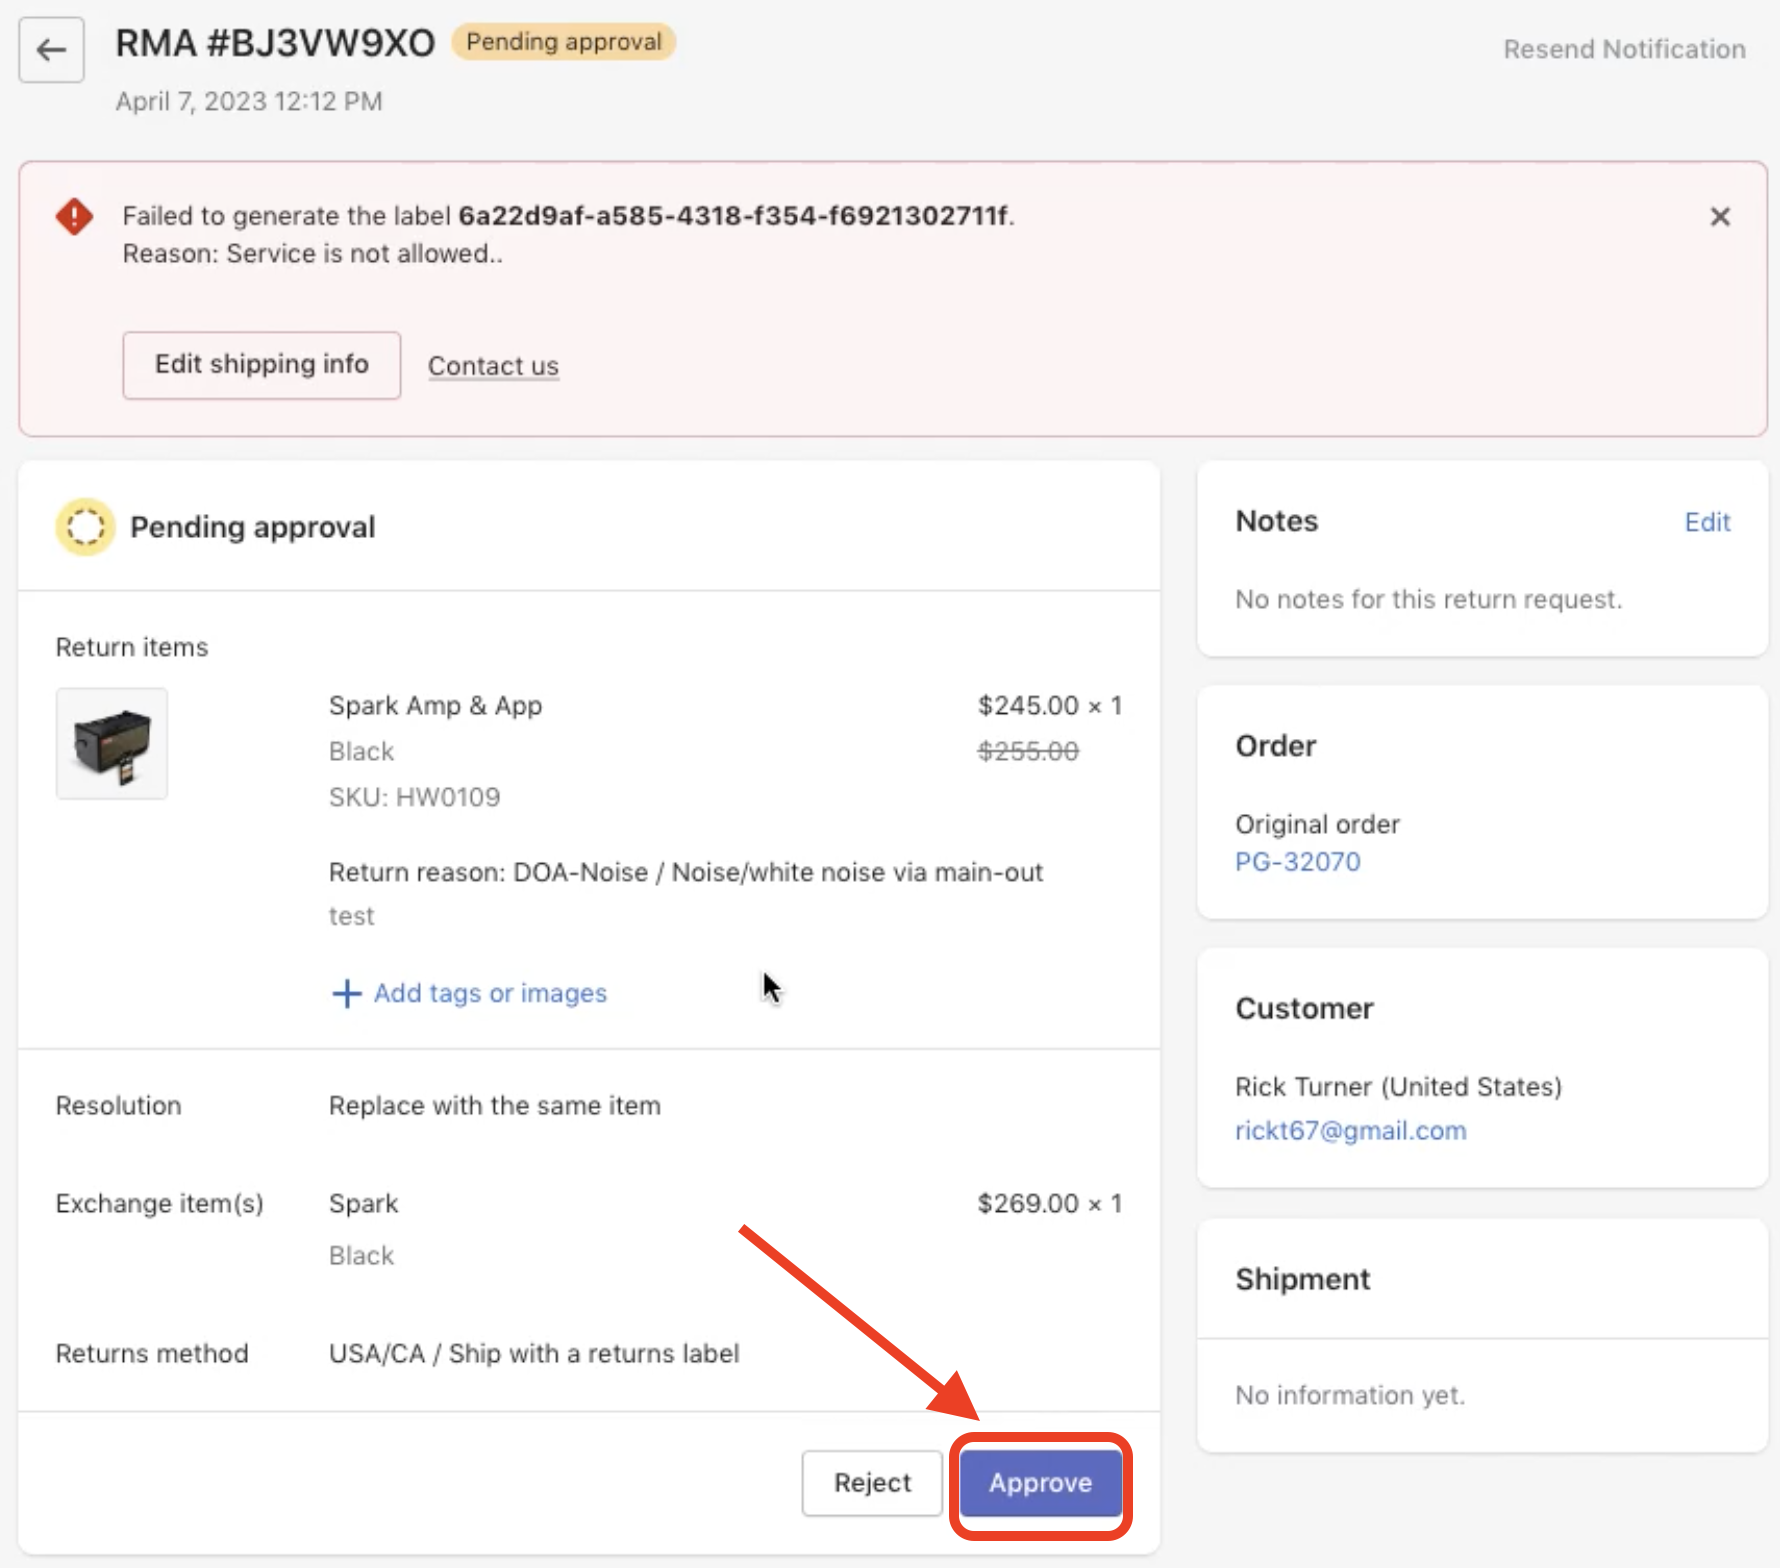 RMA #BJ3VW9XO
Pending approval
Resend Notification
April 7, 2023 12:12 PM
Failed to generate the label 6a22d9af-a585-4318-f354-f6921302711f.
Reason: Service is not allowed..
Edit shipping info
Contact us
Pending approval
Return items
Spark Amp & App
$245.00 × 1
Black
$255.00
SKU: HW0109
Return reason: DOA-Noise / Noise/white noise via main-out
test
Add tags or images
Resolution
Replace with the same item
Exchange item(s)
Spark
$269.00 × 1
Black
Returns method
USA/CA / Ship with a returns label
Reject
Approve
Notes
Edit
No notes for this return request.
Order
Original order
PG-32070
Customer
Rick Turner (United States)
rickt67@gmail.com
Shipment
No information yet.